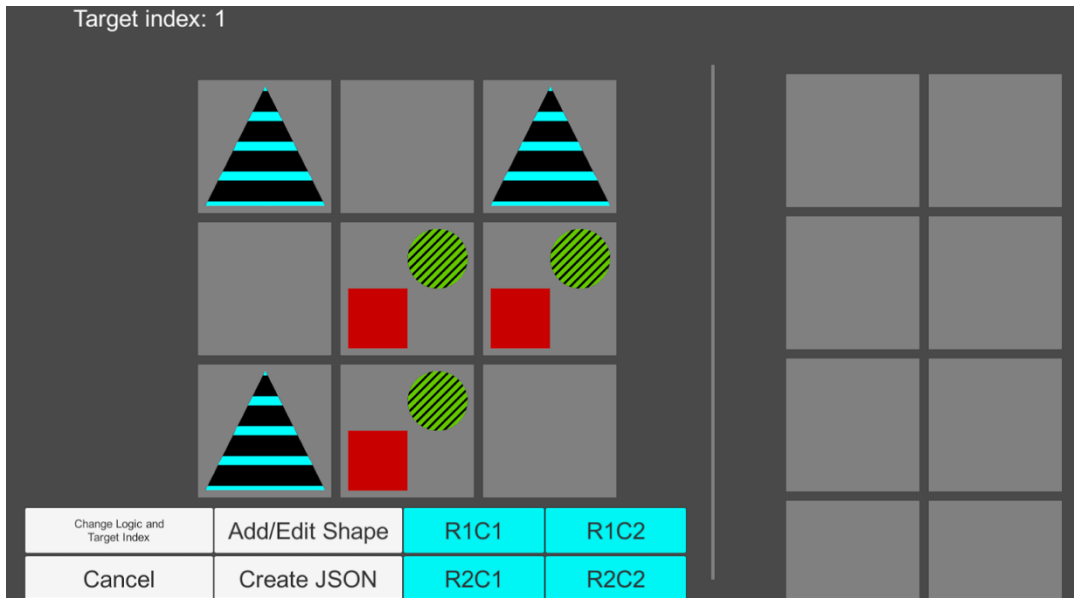 Target index: 1
Change Logic and
Target Index
Add/Edit Shape
R1C1
R1C2
Cancel
Create JSON
R2C1
R2C2